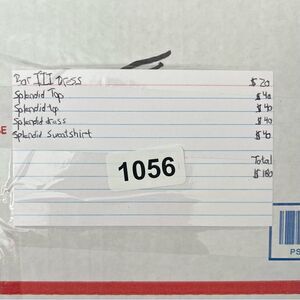 Bar III Dress $20
Splendid Top $40
Splendid top $40
Splendid dress $40
Splendid Sweatshirt $40
1056
Total
$180
PS